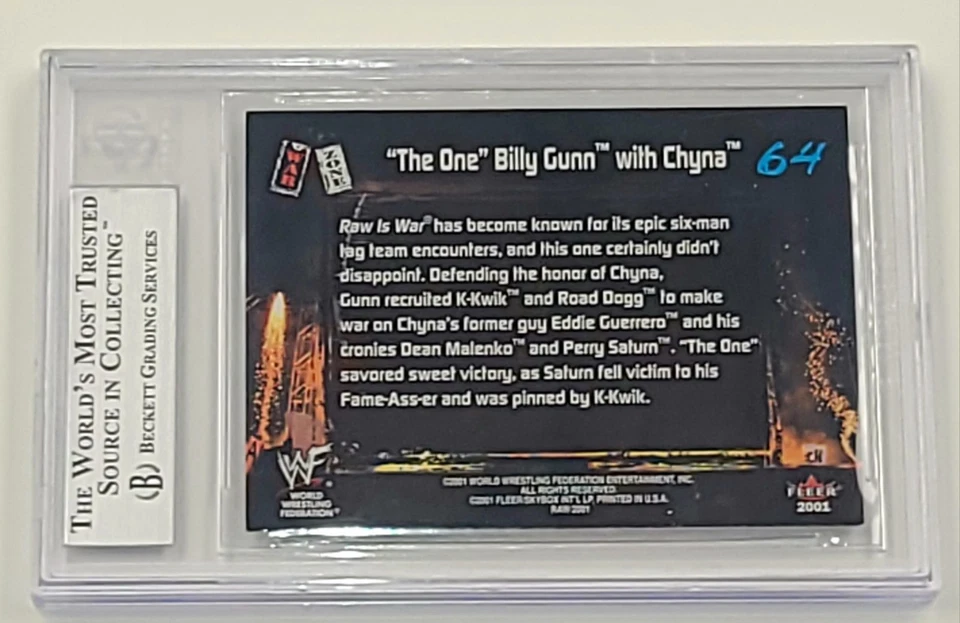 THE WORLD'S MOST TRUSTED
SOURCE IN COLLECTING™
BECKETT GRADING SERVICES
WAR
ZONE
"The One" Billy Gunn™ with Chyna™
64
Raw Is War® has become known for its epic six-man
tag team encounters, and this one certainly didn't
disappoint. Defending the honor of Chyna,
Gunn recruited K-Kwik™ and Road Dogg™ to make
war on Chyna's former guy Eddie Guerrero™ and his
cronies Dean Malenko™ and Perry Saturn™. "The One"
savored sweet victory, as Saturn fell victim to his
Fame-Ass-er and was pinned by K-Kwik.
WF
WORLD
WRESTLING
FEDERATION®
©2001 WORLD WRESTLING FEDERATION ENTERTAINMENT, INC.
ALL RIGHTS RESERVED.
©2001 FLEER/SKYBOX INT'L LP, PRINTED IN U.S.A.
RAW 2001
FLEER
2001